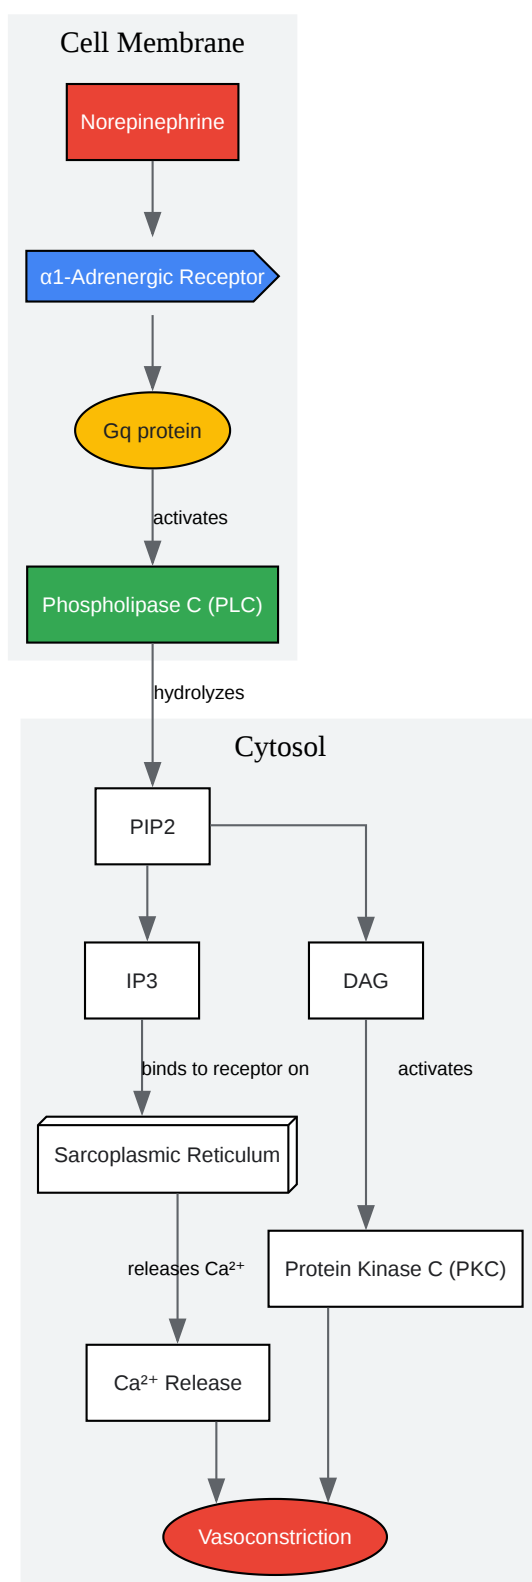 Cell Membrane
Norepinephrine
α1-Adrenergic Receptor
Gq protein
activates
Phospholipase C (PLC)
hydrolyzes
Cytosol
PIP2
IP3
DAG
binds to receptor on
activates
Sarcoplasmic Reticulum
releases Ca²⁺
Protein Kinase C (PKC)
Ca²⁺ Release
Vasoconstriction